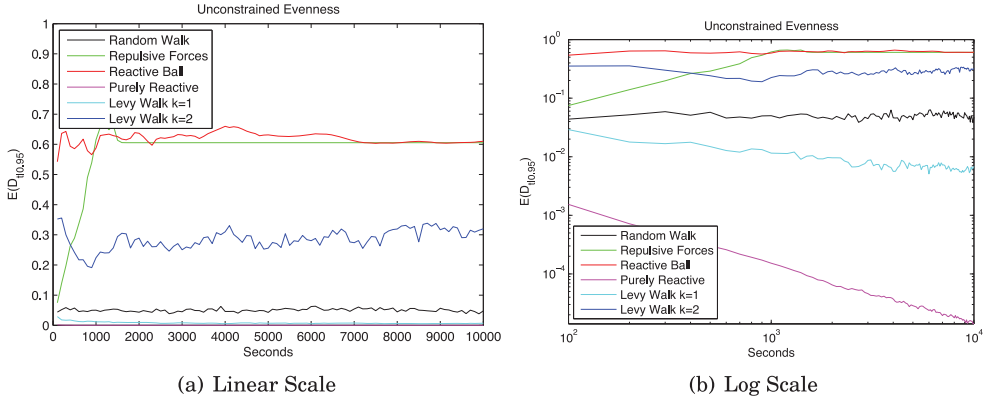 Unconstrained Evenness
1
0.9
0.8
0.7
0.6
0.5
0.4
0.3
0.2
0.1
0
E(D_{t|0.95})
Random Walk
Repulsive Forces
Reactive Ball
Purely Reactive
Levy Walk k=1
Levy Walk k=2
0 1000 2000 3000 4000 5000 6000 7000 8000 9000 10000
Seconds
(a) Linear Scale
Unconstrained Evenness
10^0
10^-1
10^-2
10^-3
10^-4
E(D_{t|0.95})
Random Walk
Repulsive Forces
Reactive Ball
Purely Reactive
Levy Walk k=1
Levy Walk k=2
10^2 10^3 10^4
Seconds
(b) Log Scale